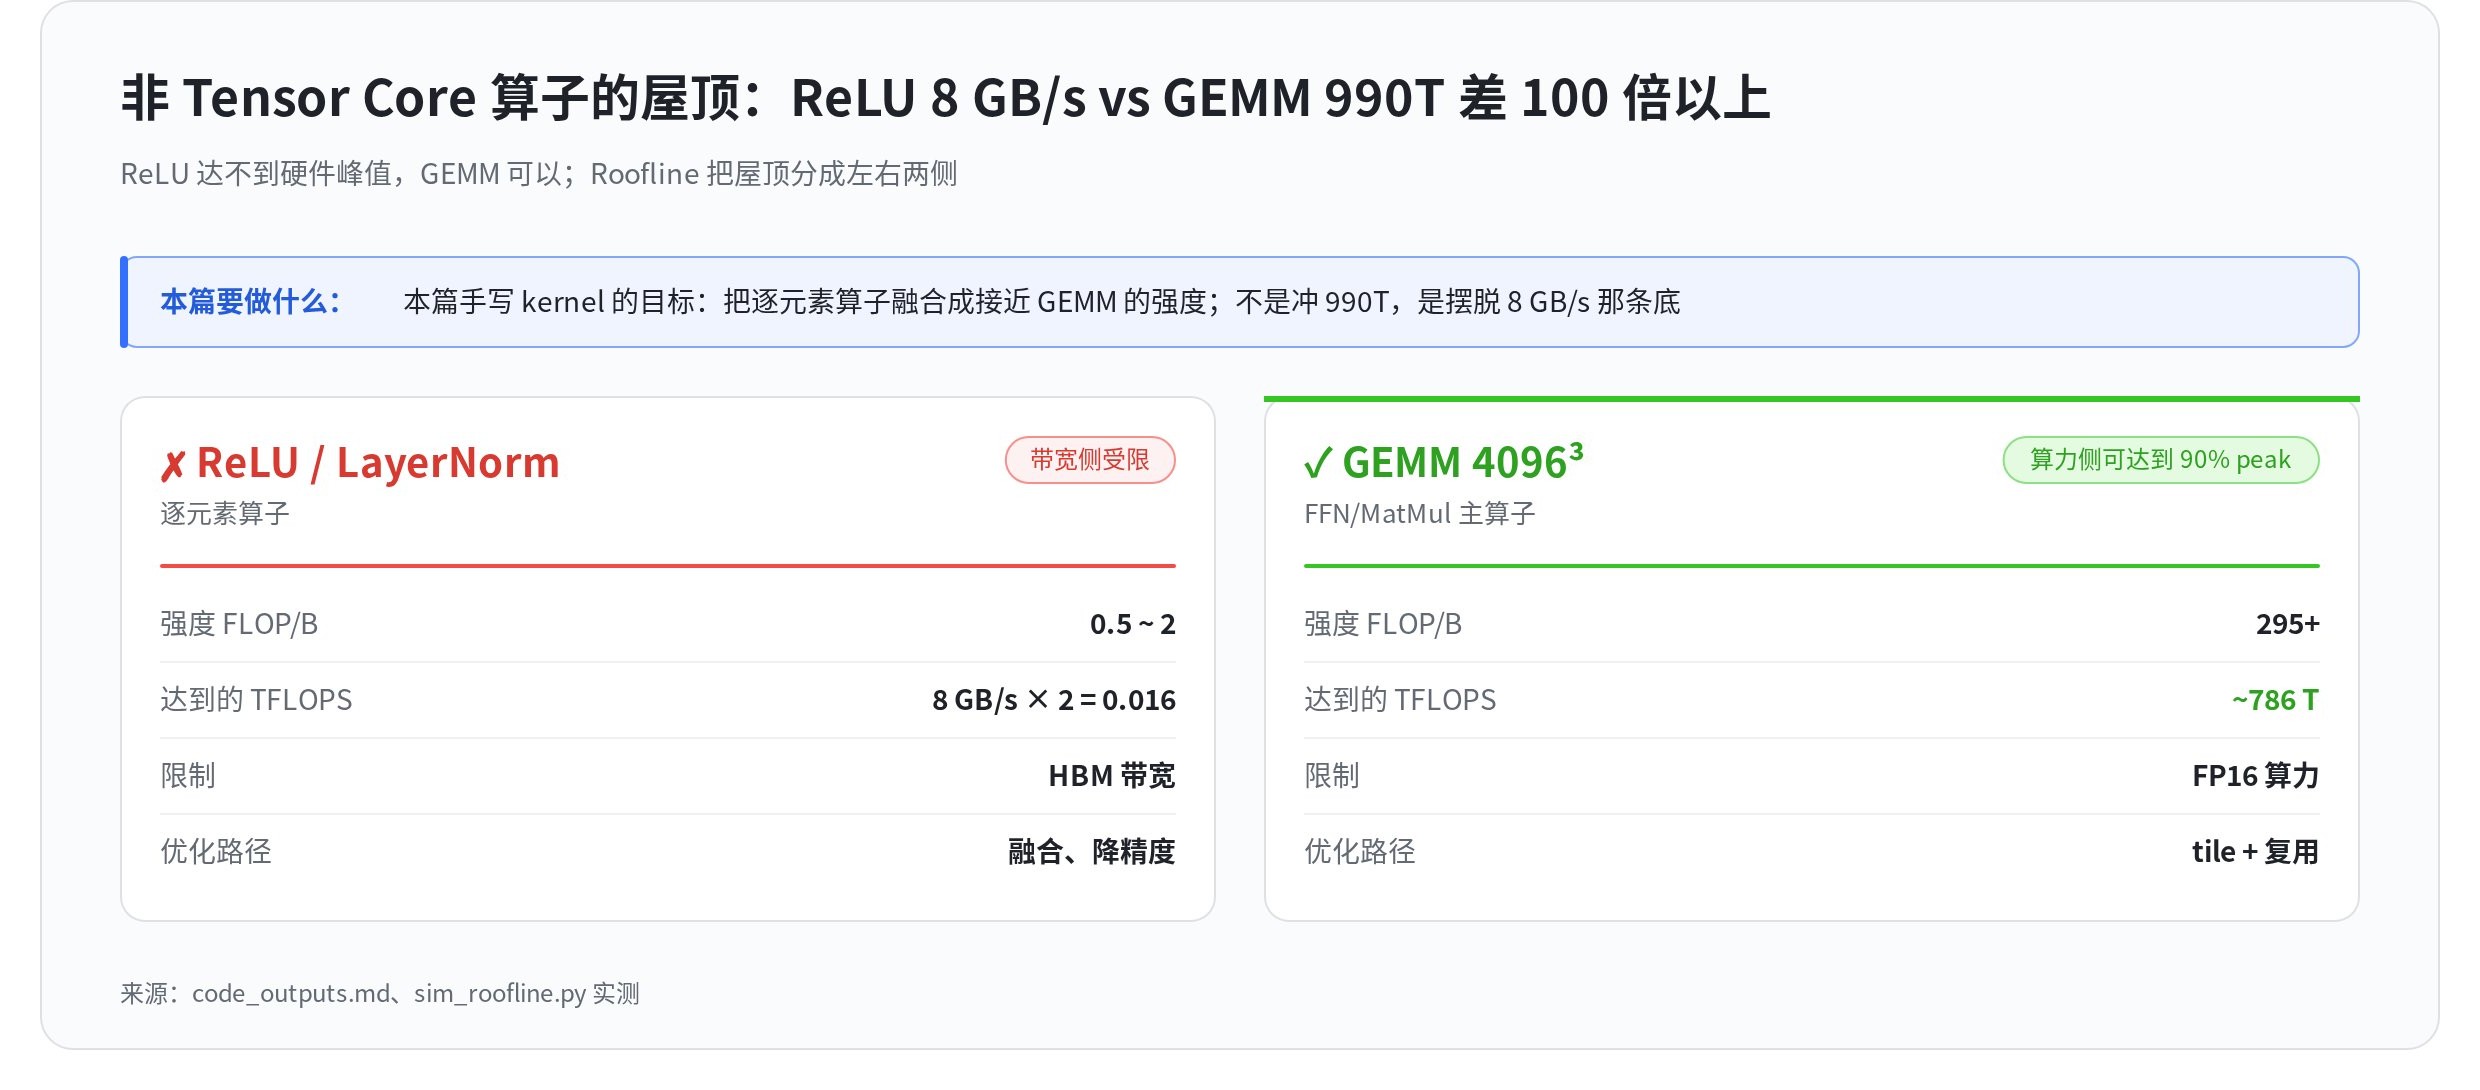 非 Tensor Core 算子的屋顶：ReLU 8 GB/s vs GEMM 990T 差 100 倍以上
ReLU 达不到硬件峰值，GEMM 可以；Roofline 把屋顶分成左右两侧
本篇要做什么： 本篇手写 kernel 的目标：把逐元素算子融合成接近 GEMM 的强度；不是冲 990T，是摆脱 8 GB/s 那条底
✗ ReLU / LayerNorm
带宽侧受限
逐元素算子
强度 FLOP/B 0.5 ~ 2
达到的 TFLOPS 8 GB/s × 2 = 0.016
限制 HBM 带宽
优化路径 融合、降精度
✓ GEMM 4096³
算力侧可达到 90% peak
FFN/MatMul 主算子
强度 FLOP/B 295+
达到的 TFLOPS ~786 T
限制 FP16 算力
优化路径 tile + 复用
来源：code_outputs.md、sim_roofline.py 实测